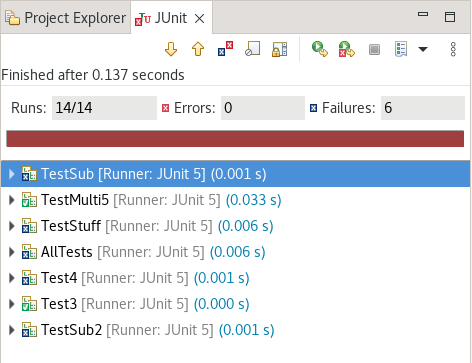 Project Explorer JUnit
Finished after 0.137 seconds
Runs: 14/14 Errors: 0 Failures: 6
TestSub [Runner: JUnit 5] (0.001 s)
TestMulti5 [Runner: JUnit 5] (0.033 s)
TestStuff [Runner: JUnit 5] (0.006 s)
AllTests [Runner: JUnit 5] (0.006 s)
Test4 [Runner: JUnit 5] (0.001 s)
Test3 [Runner: JUnit 5] (0.000 s)
TestSub2 [Runner: JUnit 5] (0.001 s)